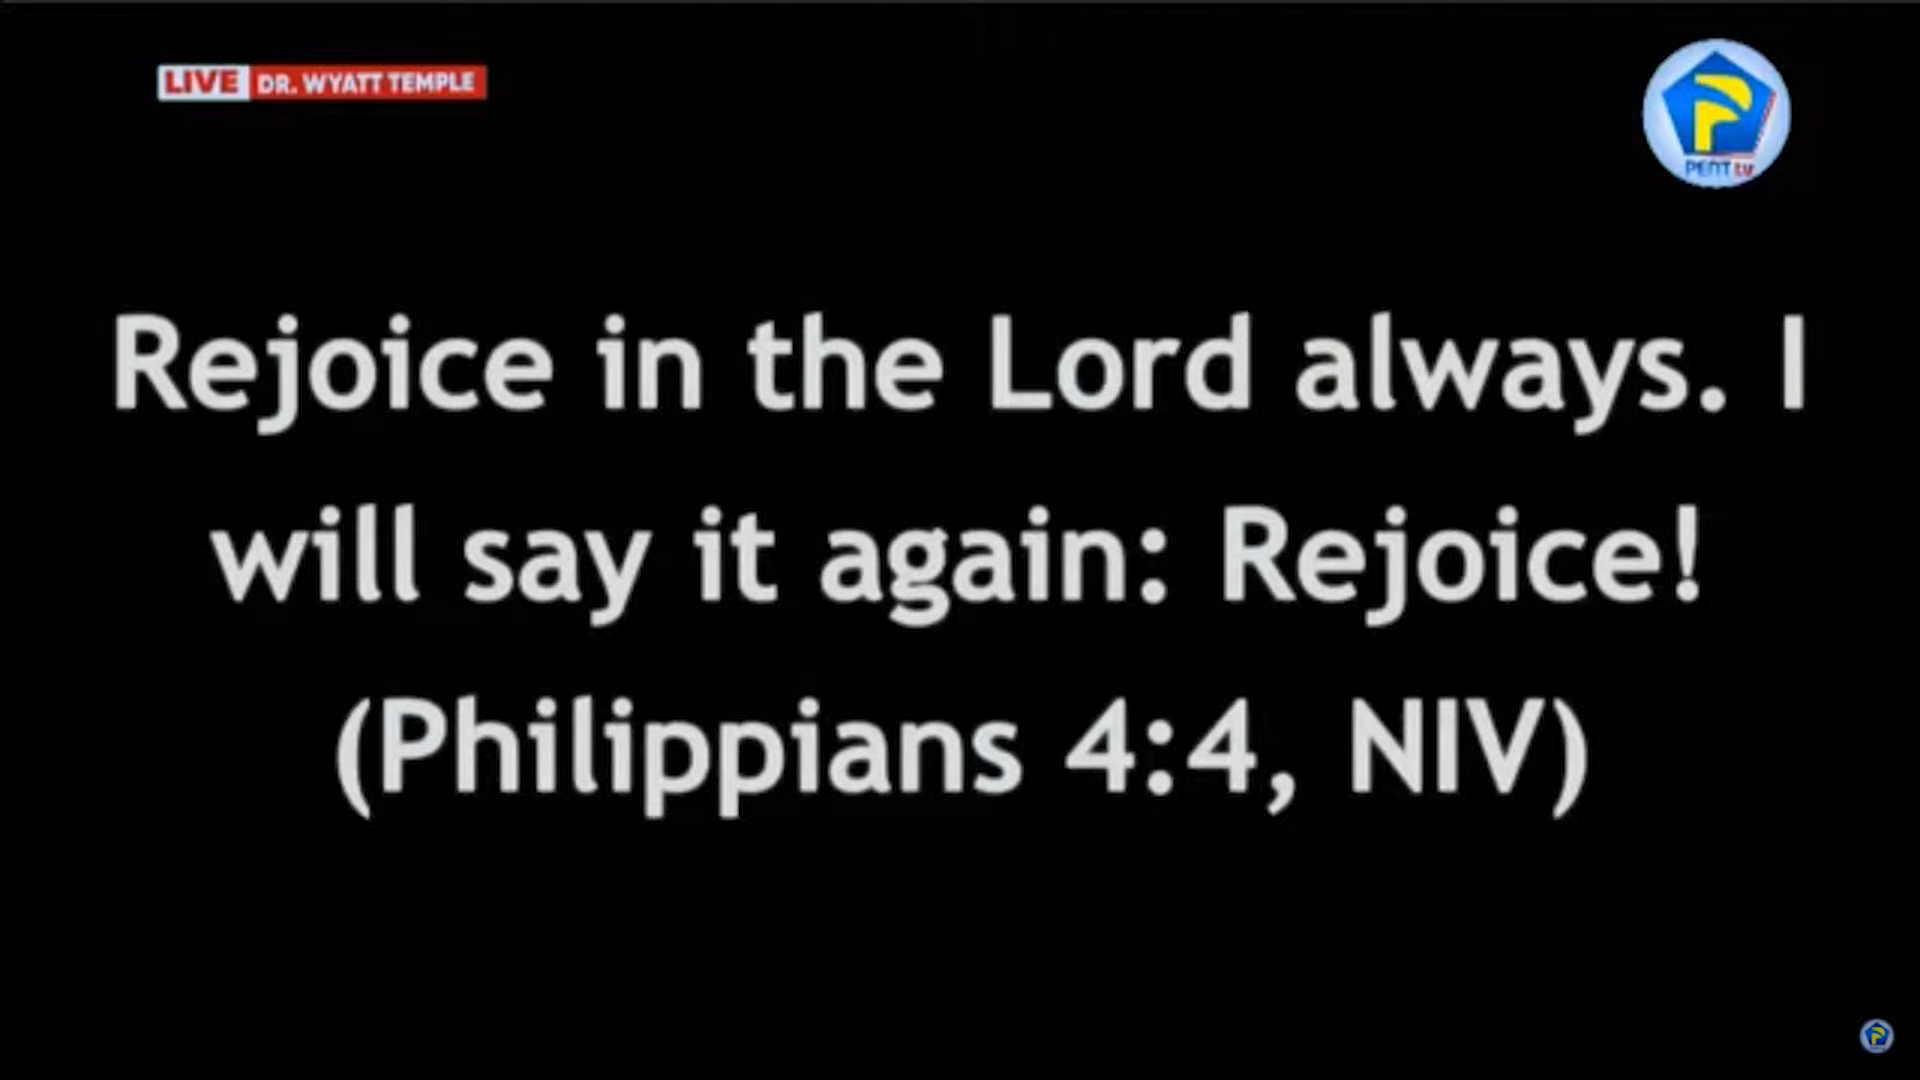 LIVE DR. WYATT TEMPLE
PENT tv
Rejoice in the Lord always. I
will say it again: Rejoice!
(Philippians 4:4, NIV)